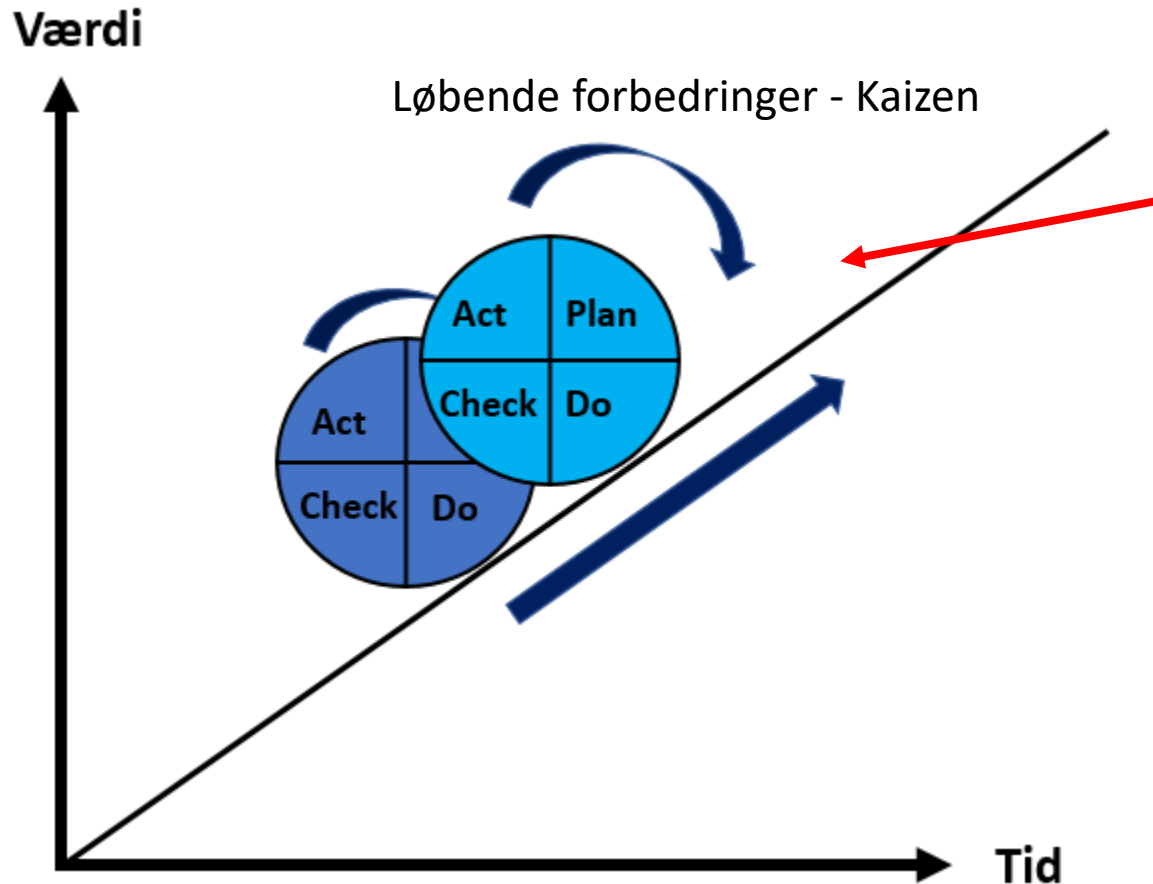 Værdi
Løbende forbedringer - Kaizen
Act Plan
Check Do
Act
Check Do
Tid